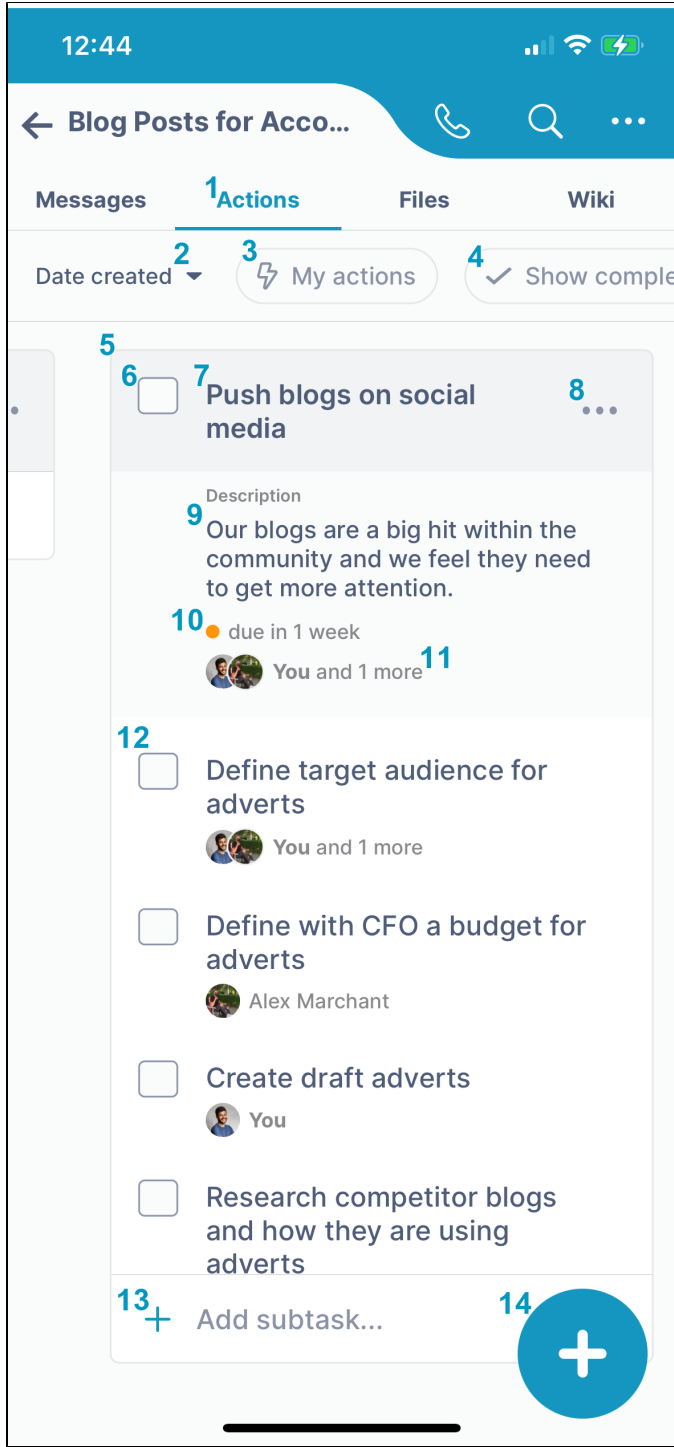 12:44
Blog Posts for Acco...
Messages 1 Actions Files Wiki
Date created 2 3 My actions 4 Show comple
5
6 7 Push blogs on social 8
media
Description
9 Our blogs are a big hit within the
community and we feel they need
to get more attention.
10 due in 1 week
You and 1 more 11
12
Define target audience for
adverts
You and 1 more
Define with CFO a budget for
adverts
Alex Marchant
Create draft adverts
You
Research competitor blogs
and how they are using
adverts
13 Add subtask... 14